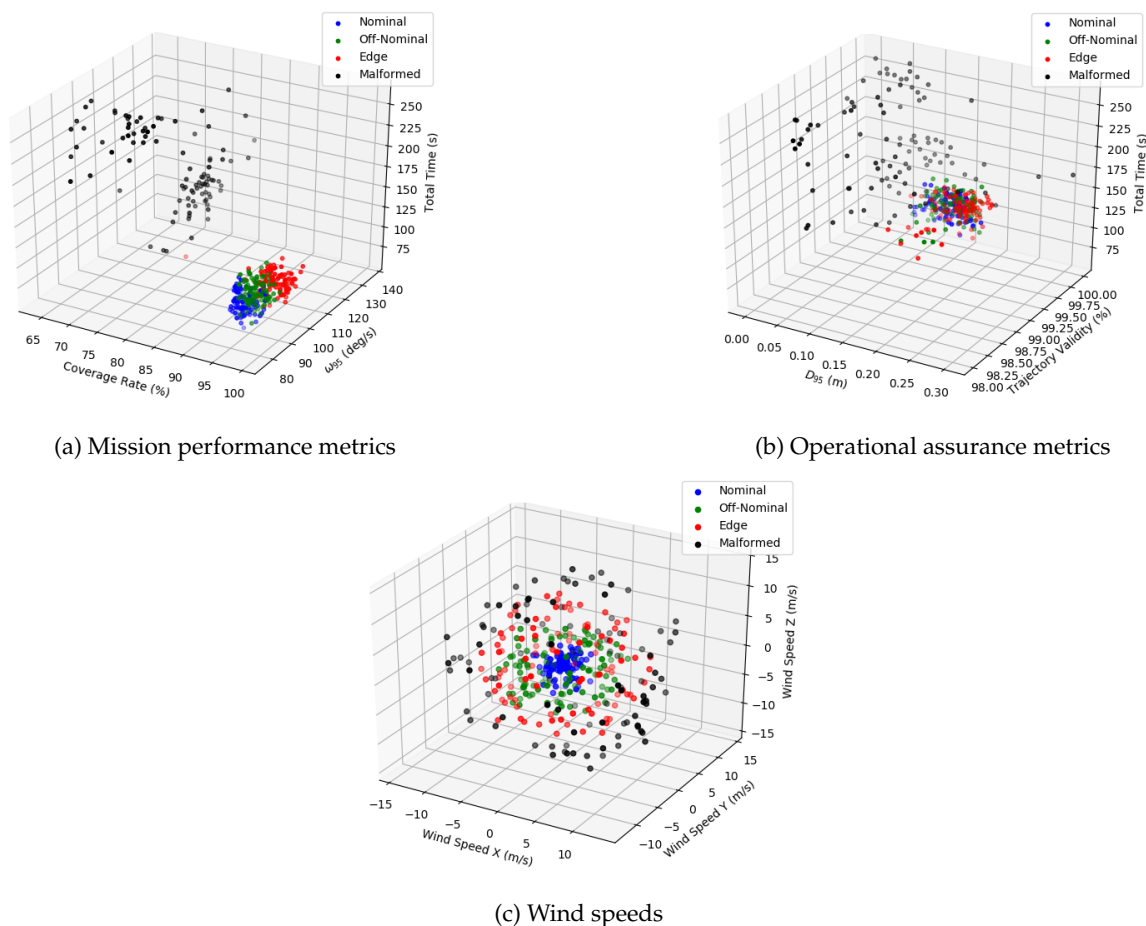 Nominal
Off-Nominal
Edge
Malformed
250
225
200
175
150
125
100
75
Total Time (s)
140
130
120
110
100
90
80
ω95 (deg/s)
65
70
75
80
85
90
95
100
Coverage Rate (%)
(a) Mission performance metrics
Nominal
Off-Nominal
Edge
Malformed
250
225
200
175
150
125
100
75
Total Time (s)
100.00
99.75
99.50
99.25
99.00
98.75
98.50
98.25
98.00
Trajectory Validity (%)
0.00
0.05
0.10
0.15
0.20
0.25
0.30
D95 (m)
(b) Operational assurance metrics
Nominal
Off-Nominal
Edge
Malformed
15
10
5
0
−5
−10
−15
Wind Speed Z (m/s)
15
10
5
0
−5
−10
Wind Speed Y (m/s)
−15
−10
−5
0
5
10
Wind Speed X (m/s)
(c) Wind speeds